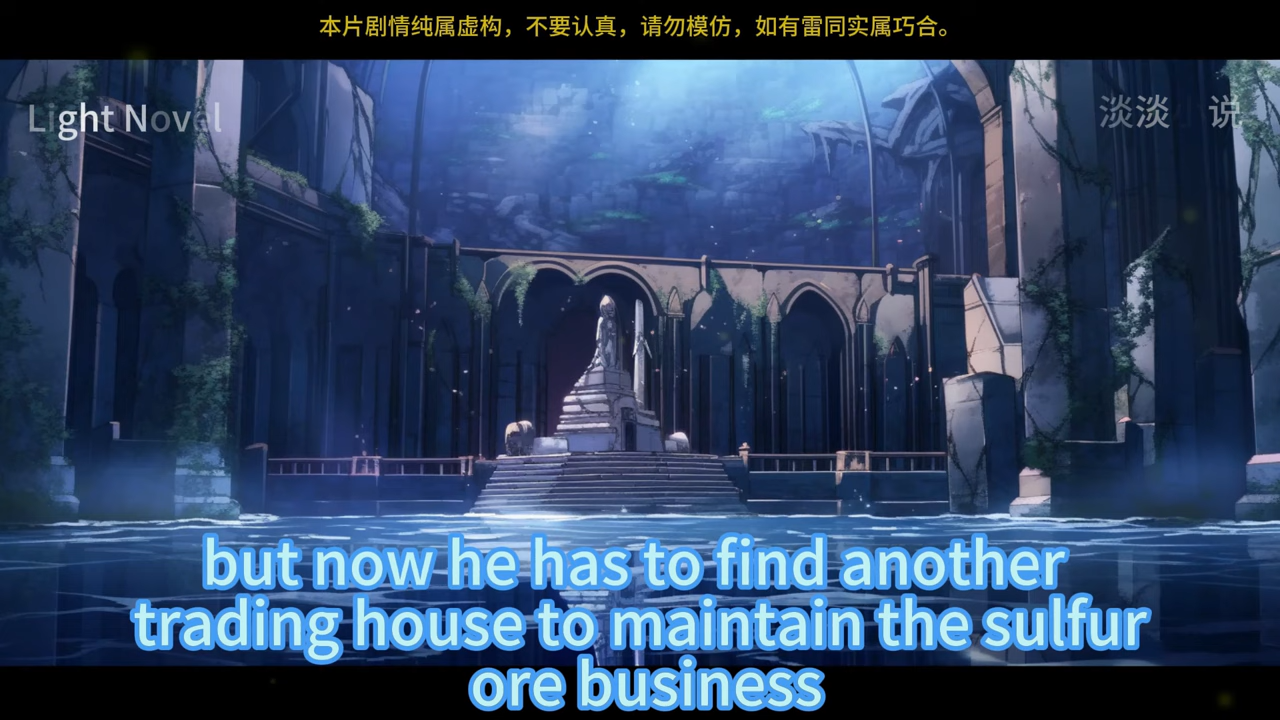 本片剧情纯属虚构，不要认真，请勿模仿，如有雷同实属巧合。
Light Novel
淡淡 说
but now he has to find another
trading house to maintain the sulfur
ore business